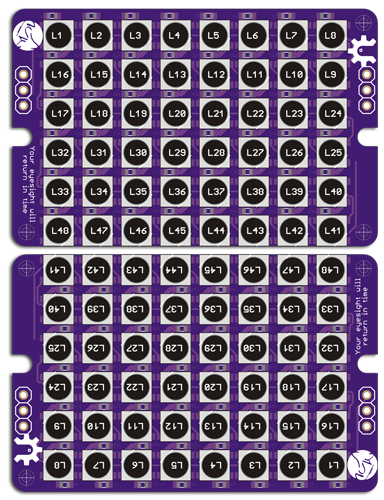 L1 L2 L3 L4 L5 L6 L7 L8
L16 L15 L14 L13 L12 L11 L10 L9
L17 L18 L19 L20 L21 L22 L23 L24
L32 L31 L30 L29 L28 L27 L26 L25
L33 L34 L35 L36 L37 L38 L39 L40
L48 L47 L46 L45 L44 L43 L42 L41
Your eyesight will
return in time
L41 L42 L43 L44 L45 L46 L47 L48
L40 L39 L38 L37 L36 L35 L34 L33
L25 L26 L27 L28 L29 L30 L31 L32
L24 L23 L22 L21 L20 L19 L18 L17
L9 L10 L11 L12 L13 L14 L15 L16
L8 L7 L6 L5 L4 L3 L2 L1
Your eyesight will
return in time